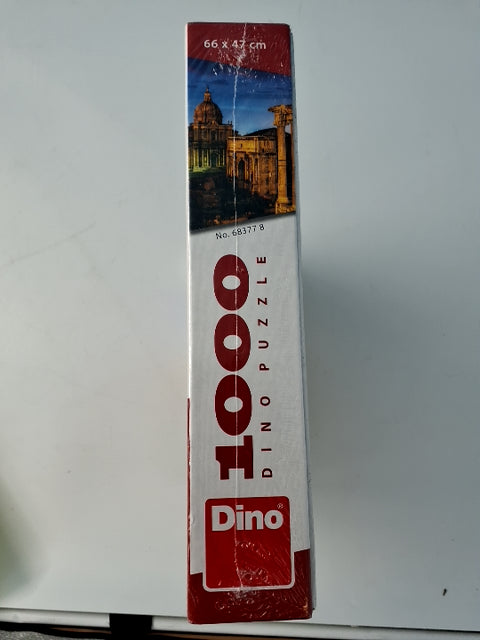 66 x 47 cm
No. 68377 8
1000
DINO PUZZLE
Dino®